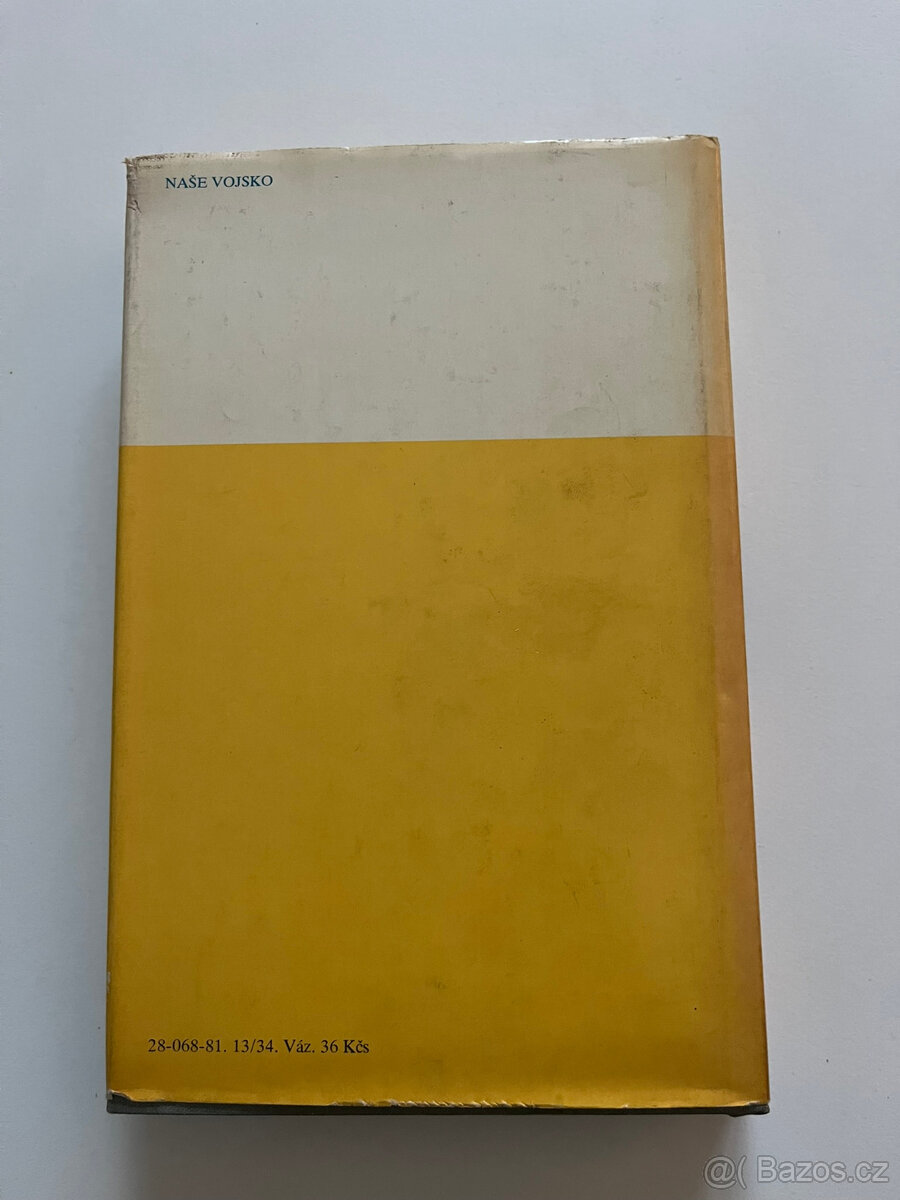 NAŠE VOJSKO
28-068-81. 13/34. Váz. 36 Kčs
@( Bazos.cz